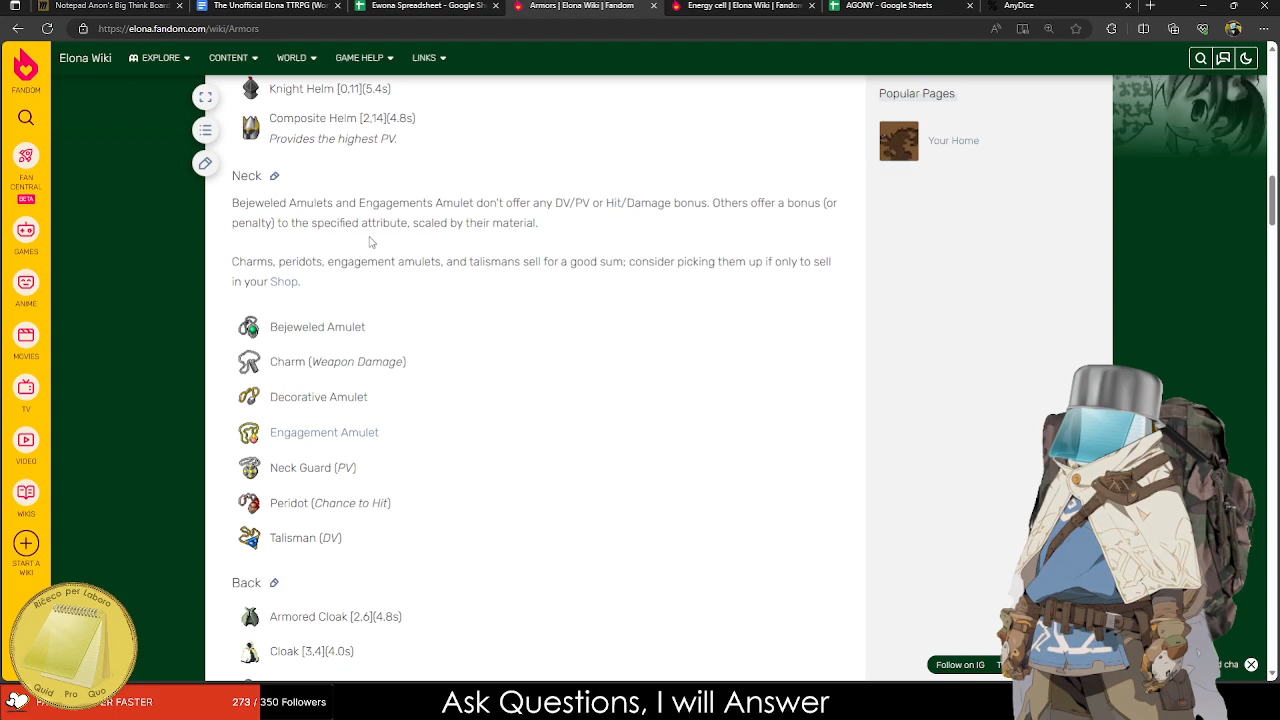 Notepad Anon's Big Think Board
The Unofficial Elona TTRPG (Wor
Ewona Spreadsheet - Google Sh
Armors | Elona Wiki | Fandom
Energy cell | Elona Wiki | Fandom
AGONY - Google Sheets
AnyDice
https://elona.fandom.com/wiki/Armors
Elona Wiki
EXPLORE
CONTENT
WORLD
GAME HELP
LINKS
FANDOM
FAN CENTRAL
BETA
GAMES
ANIME
MOVIES
TV
VIDEO
WIKIS
START A WIKI
Knight Helm [0,11](5.4s)
Composite Helm [2,14](4.8s)
Provides the highest PV.
Neck
Bejeweled Amulets and Engagements Amulet don't offer any DV/PV or Hit/Damage bonus. Others offer a bonus (or
penalty) to the specified attribute, scaled by their material.
Charms, peridots, engagement amulets, and talismans sell for a good sum; consider picking them up if only to sell
in your Shop.
Bejeweled Amulet
Charm (Weapon Damage)
Decorative Amulet
Engagement Amulet
Neck Guard (PV)
Peridot (Chance to Hit)
Talisman (DV)
Back
Armored Cloak [2,6](4.8s)
Cloak [3,4](4.0s)
Popular Pages
Your Home
Follow on IG
Riĉeco per Laboro
Quid Pro Quo
273 / 350 Followers
Ask Questions, I will Answer